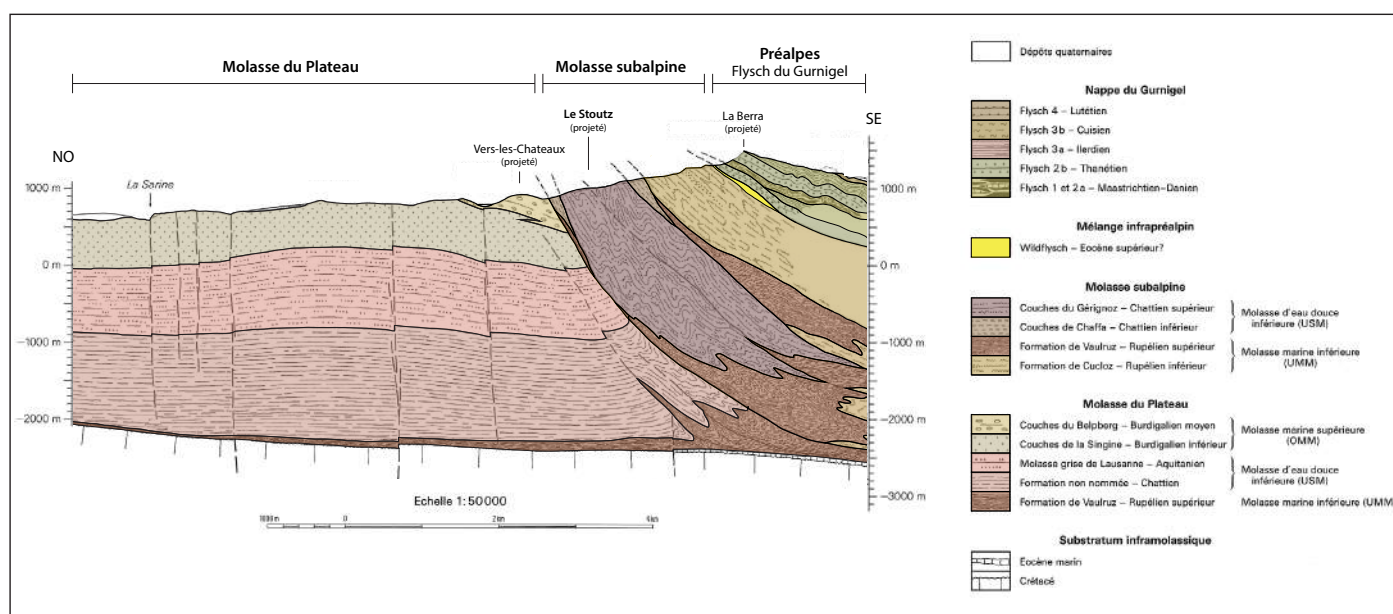 Molasse du Plateau
Molasse subalpine
Préalpes
Flysch du Gurnigel
NO
SE
La Sarine
Vers-les-Chateaux
(projeté)
Le Stoutz
(projeté)
La Berra
(projeté)
1000 m
0 m
−1000 m
−2000 m
1000 m
0 m
−1000 m
−2000 m
−3000 m
Echelle 1:50000
1000 m
0
2 km
4 km
Dépôts quaternaires
Nappe du Gurnigel
Flysch 4 – Lutétien
Flysch 3b – Cuisien
Flysch 3a – Ilerdien
Flysch 2b – Thanétien
Flysch 1 et 2a – Maastrichtien-Danien
Mélange infrapréalpin
Wildflysch – Eocène supérieur?
Molasse subalpine
Couches du Gérignoz – Chattien supérieur
Couches de Chaffa – Chattien inférieur
Molasse d'eau douce
inférieure (USM)
Formation de Vaulruz – Rupélien supérieur
Formation de Cucloz – Rupélien inférieur
Molasse marine inférieure
(UMM)
Molasse du Plateau
Couches du Belpberg – Burdigalien moyen
Couches de la Singine – Burdigalien inférieur
Molasse marine supérieure
(OMM)
Molasse grise de Lausanne – Aquitanien
Formation non nommée – Chattien
Molasse d'eau douce
inférieure (USM)
Formation de Vaulruz – Rupélien supérieur
Molasse marine inférieure (UMM)
Substratum inframolassique
Eocène marin
Crétacé